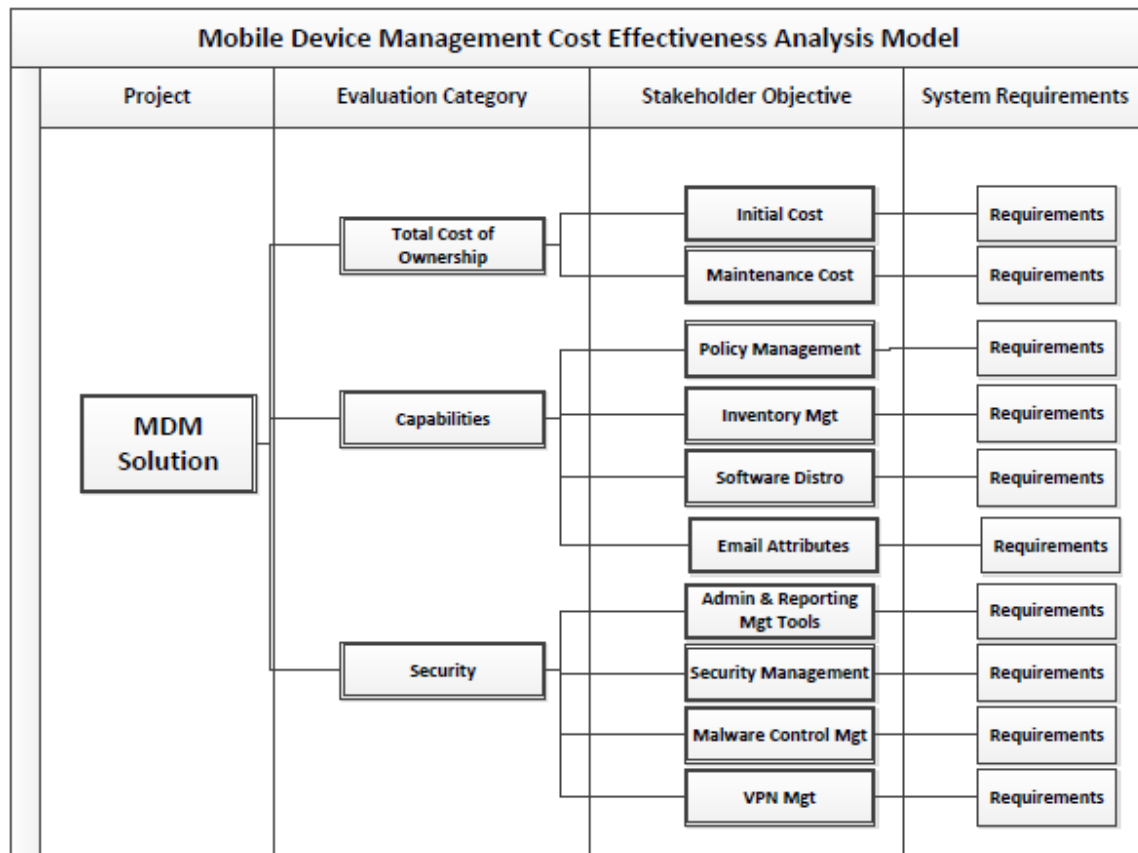 Mobile Device Management Cost Effectiveness Analysis Model
Project
Evaluation Category
Stakeholder Objective
System Requirements
MDM
Solution
Total Cost of
Ownership
Initial Cost
Requirements
Maintenance Cost
Requirements
Capabilities
Policy Management
Requirements
Inventory Mgt
Requirements
Software Distro
Requirements
Email Attributes
Requirements
Security
Admin & Reporting
Mgt Tools
Requirements
Security Management
Requirements
Malware Control Mgt
Requirements
VPN Mgt
Requirements